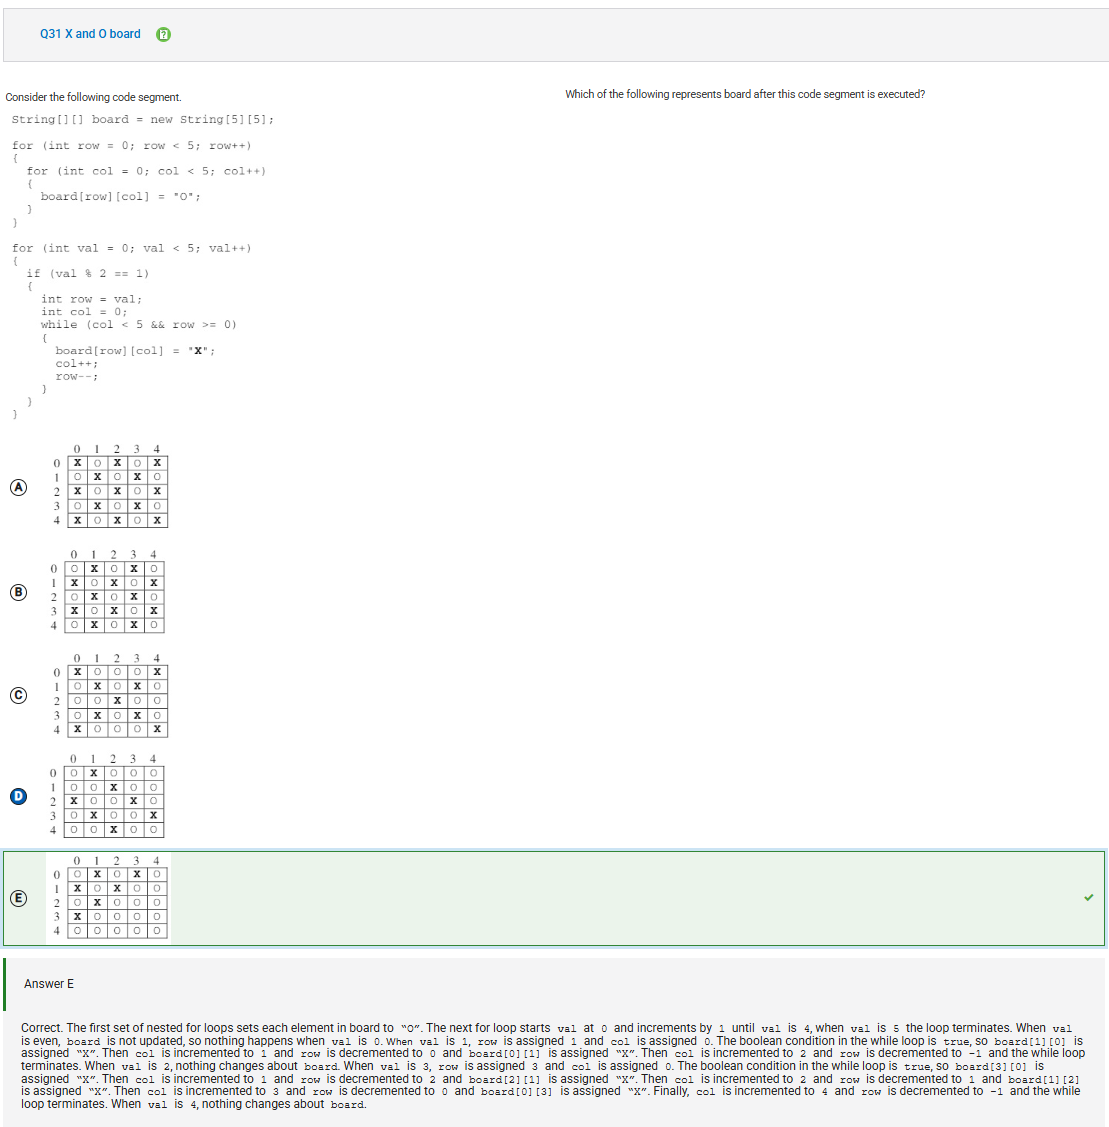 Q31 X and O board
Consider the following code segment.
Which of the following represents board after this code segment is executed?
String[][] board = new String[5][5];
for (int row = 0; row < 5; row++)
{
for (int col = 0; col < 5; col++)
{
board[row][col] = "O";
}
}
for (int val = 0; val < 5; val++)
{
if (val % 2 == 1)
{
int row = val;
int col = 0;
while (col < 5 && row >= 0)
{
board[row][col] = "X";
col++;
row--;
}
}
}
A
0 1 2 3 4
0 X O X O X
1 O X O X O
2 X O X O X
3 O X O X O
4 X O X O X
B
0 1 2 3 4
0 O X O X O
1 X O X O X
2 O X O X O
3 X O X O X
4 O X O X O
C
0 1 2 3 4
0 X O O O X
1 O X O X O
2 O O X O O
3 O X O X O
4 X O O O X
D
0 1 2 3 4
0 O X O O O
1 O O X O O
2 X O O X O
3 O X O O X
4 O O X O O
E
0 1 2 3 4
0 O X O X O
1 X O X O O
2 O X O O O
3 X O O O O
4 O O O O O
Answer E
Correct. The first set of nested for loops sets each element in board to "O". The next for loop starts val at 0 and increments by 1 until val is 4, when val is 5 the loop terminates. When val
is even, board is not updated, so nothing happens when val is 0. When val is 1, row is assigned 1 and col is assigned 0. The boolean condition in the while loop is true, so board[1][0] is
assigned "X". Then col is incremented to 1 and row is decremented to 0 and board[0][1] is assigned "X". Then col is incremented to 2 and row is decremented to -1 and the while loop
terminates. When val is 2, nothing changes about board. When val is 3, row is assigned 3 and col is assigned 0. The boolean condition in the while loop is true, so board[3][0] is
assigned "X". Then col is incremented to 1 and row is decremented to 2 and board[2][1] is assigned "X". Then col is incremented to 2 and row is decremented to 1 and board[1][2]
is assigned "X". Then col is incremented to 3 and row is decremented to 0 and board[0][3] is assigned "X". Finally, col is incremented to 4 and row is decremented to -1 and the while
loop terminates. When val is 4, nothing changes about board.